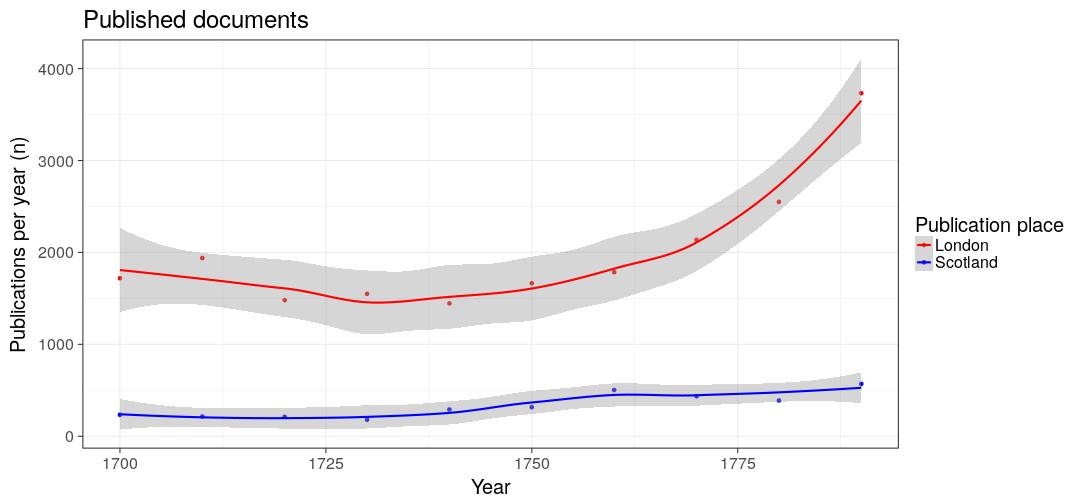 Published documents
Publications per year (n)
4000
3000
2000
1000
0
1700
1725
1750
1775
Year
Publication place
London
Scotland